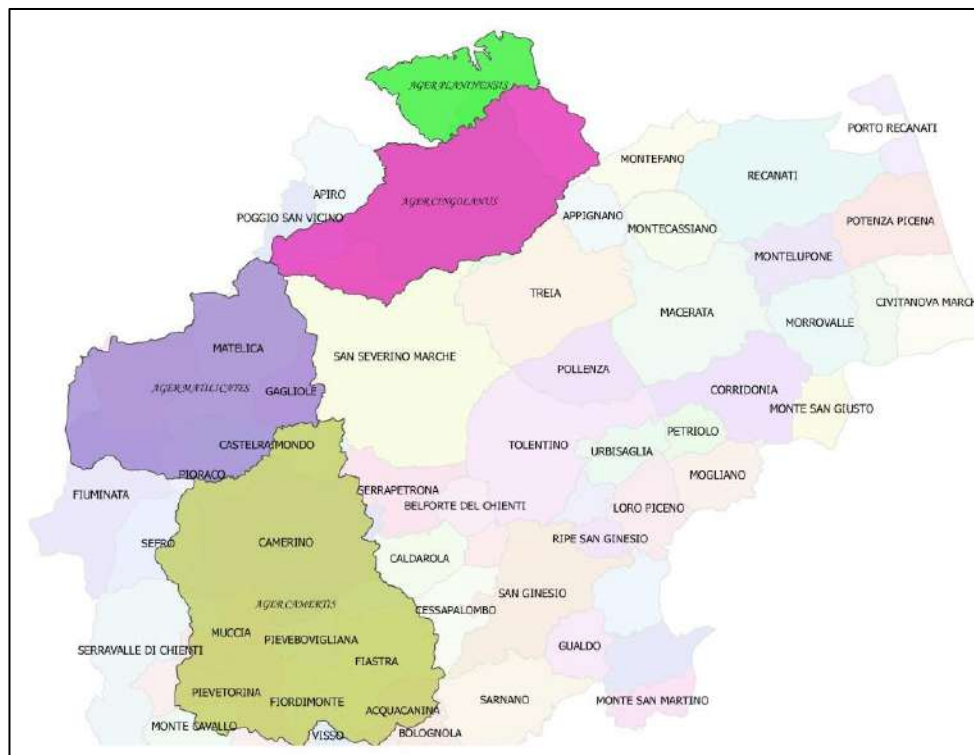 AGER PLANINENSIS
PORTO RECANATI
MONTEFANO
RECANATI
APIRO
AGER CINGOLANUS
POGGIO SAN VICINO
APPIGNANO
MONTECASSIANO
POTENZA PICENA
MONTELUPONE
TREIA
CIVITANOVA MARCH
MACERATA
MORROVALLE
MATELICA
SAN SEVERINO MARCHE
POLLENZA
AGER MATILICATES
GAGLIOLE
CORRIDONIA
MONTE SAN GIUSTO
PETRIOLO
CASTELRAIMONDO
TOLENTINO
URBISAGLIA
PIORACO
MOGLIANO
FIUMINATA
SERRAPETRONA
BELFORTE DEL CHIENTI
LORO PICENO
SEFRO
CAMERINO
RIPE SAN GINESIO
CALDAROLA
SAN GINESIO
AGER CAMERTIS
CESSAPALOMBO
MUCCIA
PIEVEBOVIGLIANA
SERRAVALLE DI CHIENTI
GUALDO
FIASTRA
PIEVETORINA
FIORDIMONTE
SARNANO
MONTE SAN MARTINO
ACQUACANINA
MONTE CAVALLO
VISSO
BOLOGNOLA